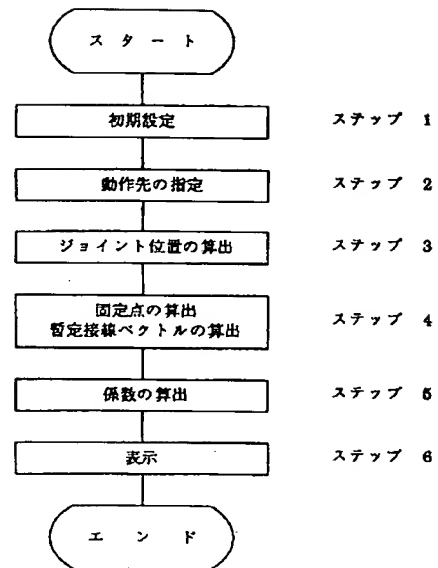 スタート
初期設定 ステップ 1
動作先の指定 ステップ 2
ジョイント位置の算出 ステップ 3
固定点の算出
暫定接線ベクトルの算出 ステップ 4
係数の算出 ステップ 5
表示 ステップ 6
エンド